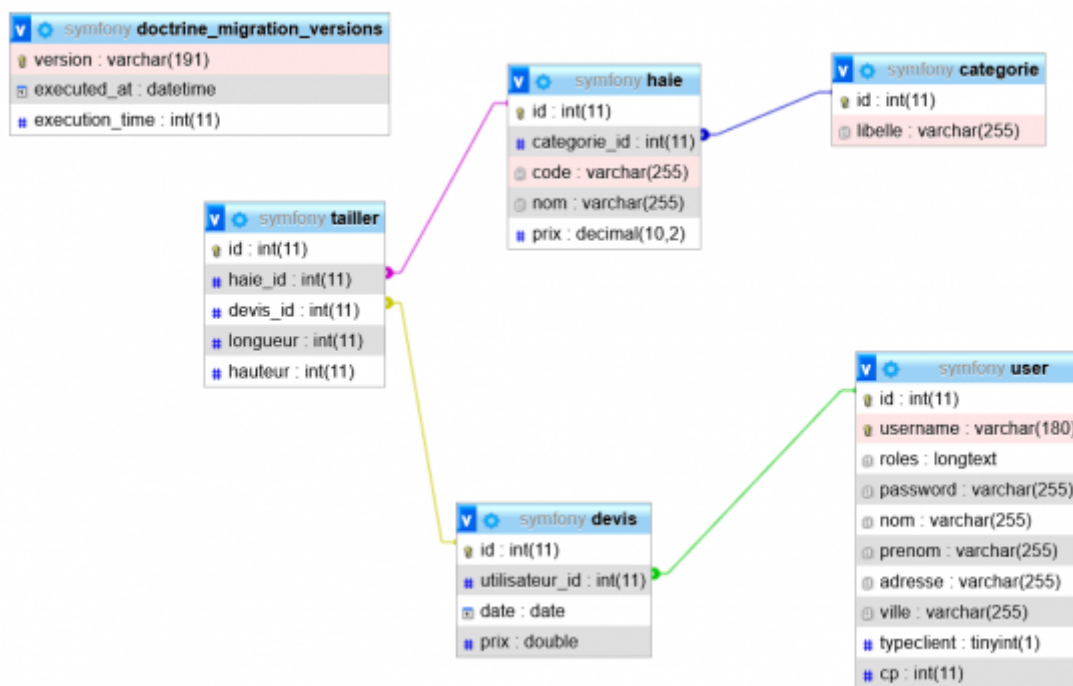 symfony doctrine_migration_versions
version : varchar(191)
executed_at : datetime
execution_time : int(11)
symfony haie
id : int(11)
categorie_id : int(11)
code : varchar(255)
nom : varchar(255)
prix : decimal(10,2)
symfony categorie
id : int(11)
libelle : varchar(255)
symfony tailler
id : int(11)
haie_id : int(11)
devis_id : int(11)
longueur : int(11)
hauteur : int(11)
symfony devis
id : int(11)
utilisateur_id : int(11)
date : date
prix : double
symfony user
id : int(11)
username : varchar(180)
roles : longtext
password : varchar(255)
nom : varchar(255)
prenom : varchar(255)
adresse : varchar(255)
ville : varchar(255)
typeclient : tinyint(1)
cp : int(11)